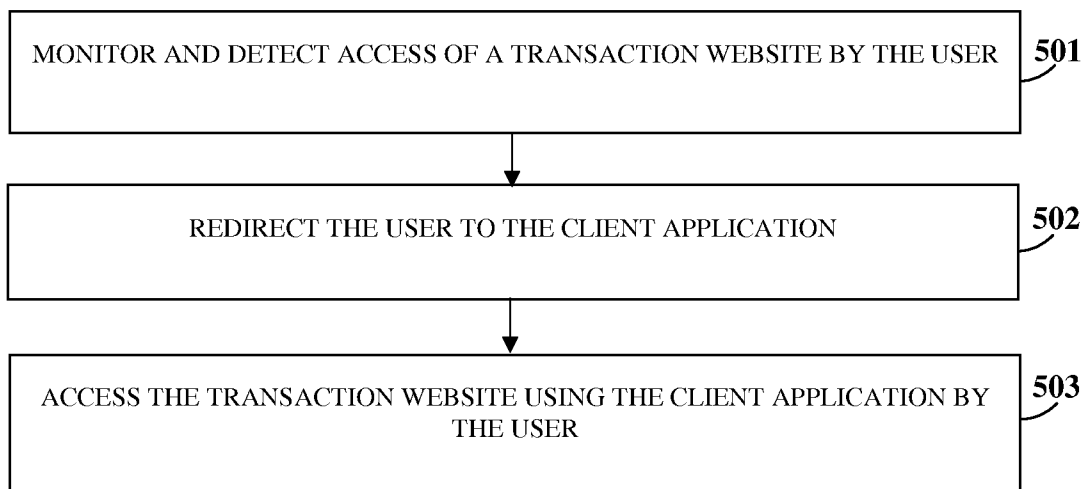 MONITOR AND DETECT ACCESS OF A TRANSACTION WEBSITE BY THE USER
501
REDIRECT THE USER TO THE CLIENT APPLICATION
502
ACCESS THE TRANSACTION WEBSITE USING THE CLIENT APPLICATION BY
THE USER
503